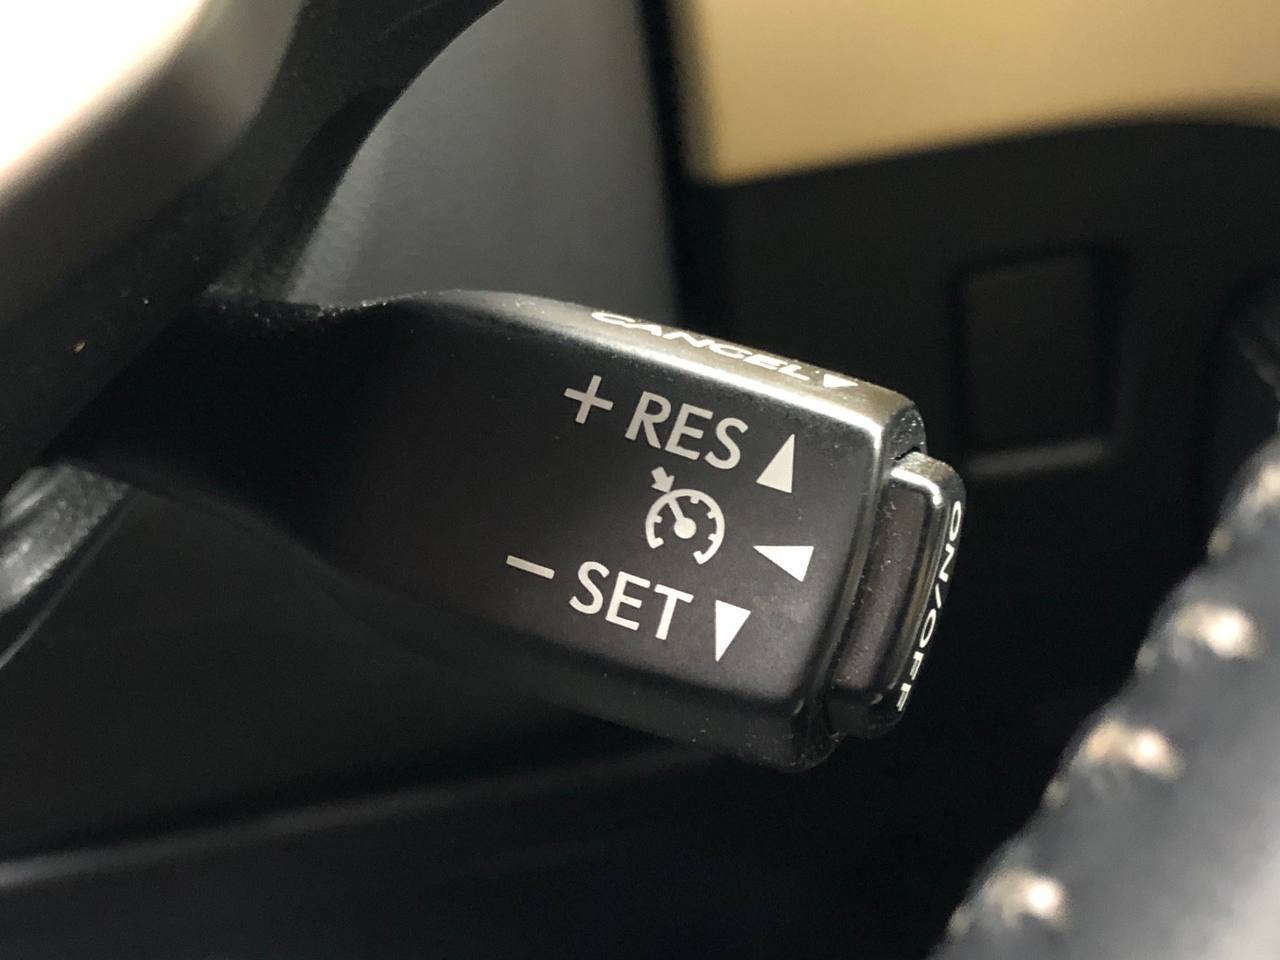 CANCEL
+ RES
- SET
ON/OFF